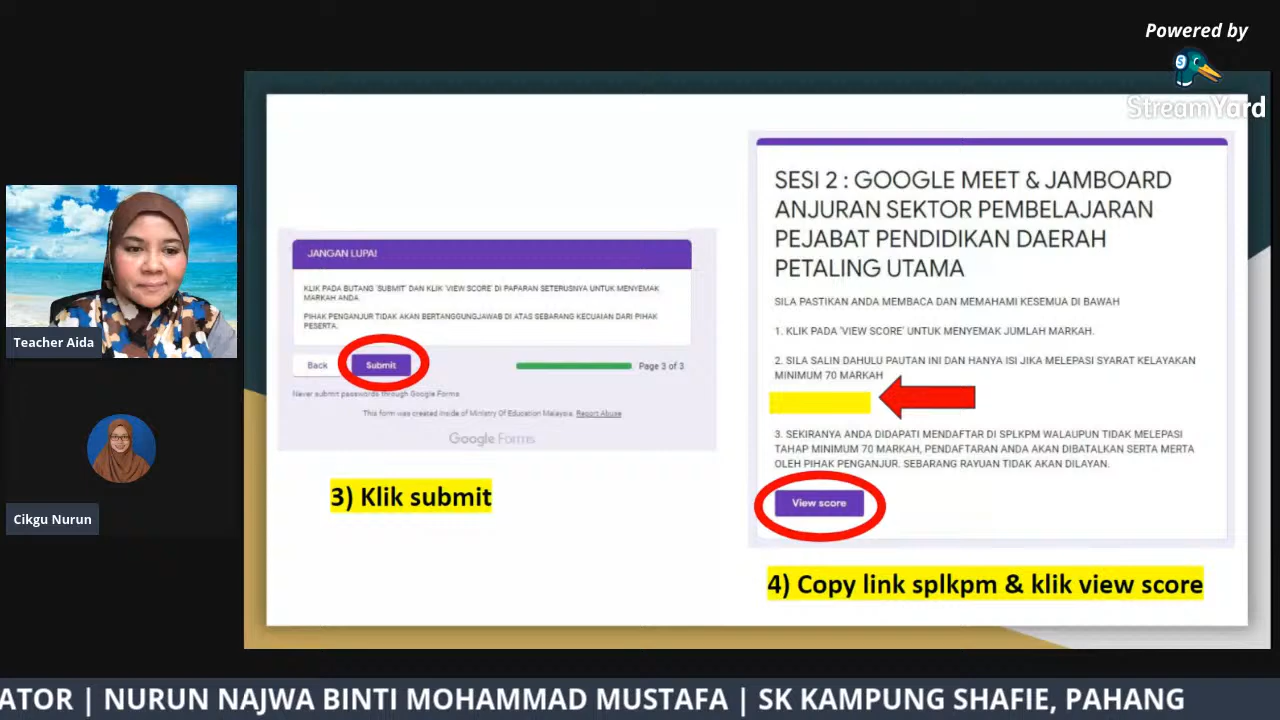 Powered by
StreamYard
JANGAN LUPA!
KLIK PADA BUTANG 'SUBMIT' DAN KLIK 'VIEW SCORE' DI PAPARAN SETERUSNYA UNTUK MENYEMAK
MARKAH ANDA.
PIHAK PENGANJUR TIDAK AKAN BERTANGGUNGJAWAB DI ATAS SEBARANG KECUAIAN DARI PIHAK
PESERTA.
Back
Submit
Page 3 of 3
Never submit passwords through Google Forms.
This form was created inside of Ministry Of Education Malaysia. Report Abuse
Google Forms
3) Klik submit
SESI 2 : GOOGLE MEET & JAMBOARD
ANJURAN SEKTOR PEMBELAJARAN
PEJABAT PENDIDIKAN DAERAH
PETALING UTAMA
SILA PASTIKAN ANDA MEMBACA DAN MEMAHAMI KESEMUA DI BAWAH
1. KLIK PADA 'VIEW SCORE' UNTUK MENYEMAK JUMLAH MARKAH.
2. SILA SALIN DAHULU PAUTAN INI DAN HANYA ISI JIKA MELEPASI SYARAT KELAYAKAN
MINIMUM 70 MARKAH
3. SEKIRANYA ANDA DIDAPATI MENDAFTAR DI SPLKPM WALAUPUN TIDAK MELEPASI
TAHAP MINIMUM 70 MARKAH, PENDAFTARAN ANDA AKAN DIBATALKAN SERTA MERTA
OLEH PIHAK PENGANJUR. SEBARANG RAYUAN TIDAK AKAN DILAYAN.
View score
4) Copy link splkpm & klik view score
Teacher Aida
Cikgu Nurun
ATOR | NURUN NAJWA BINTI MOHAMMAD MUSTAFA | SK KAMPUNG SHAFIE, PAHANG